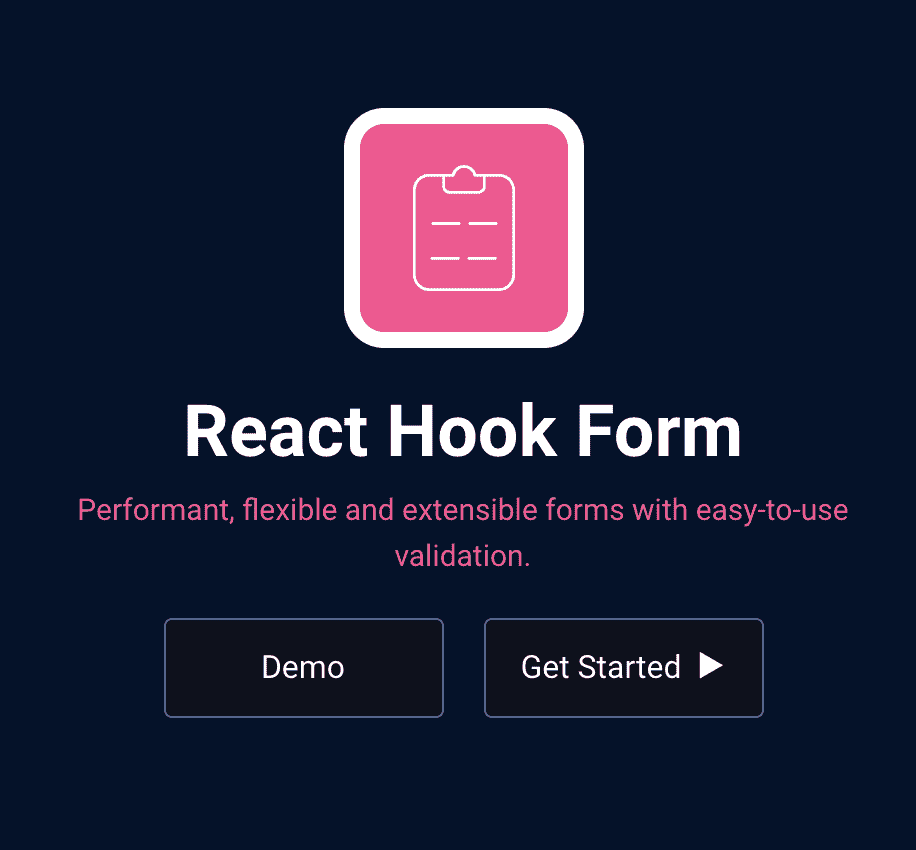 React Hook Form
Performant, flexible and extensible forms with easy-to-use
validation.
Demo
Get Started ▶